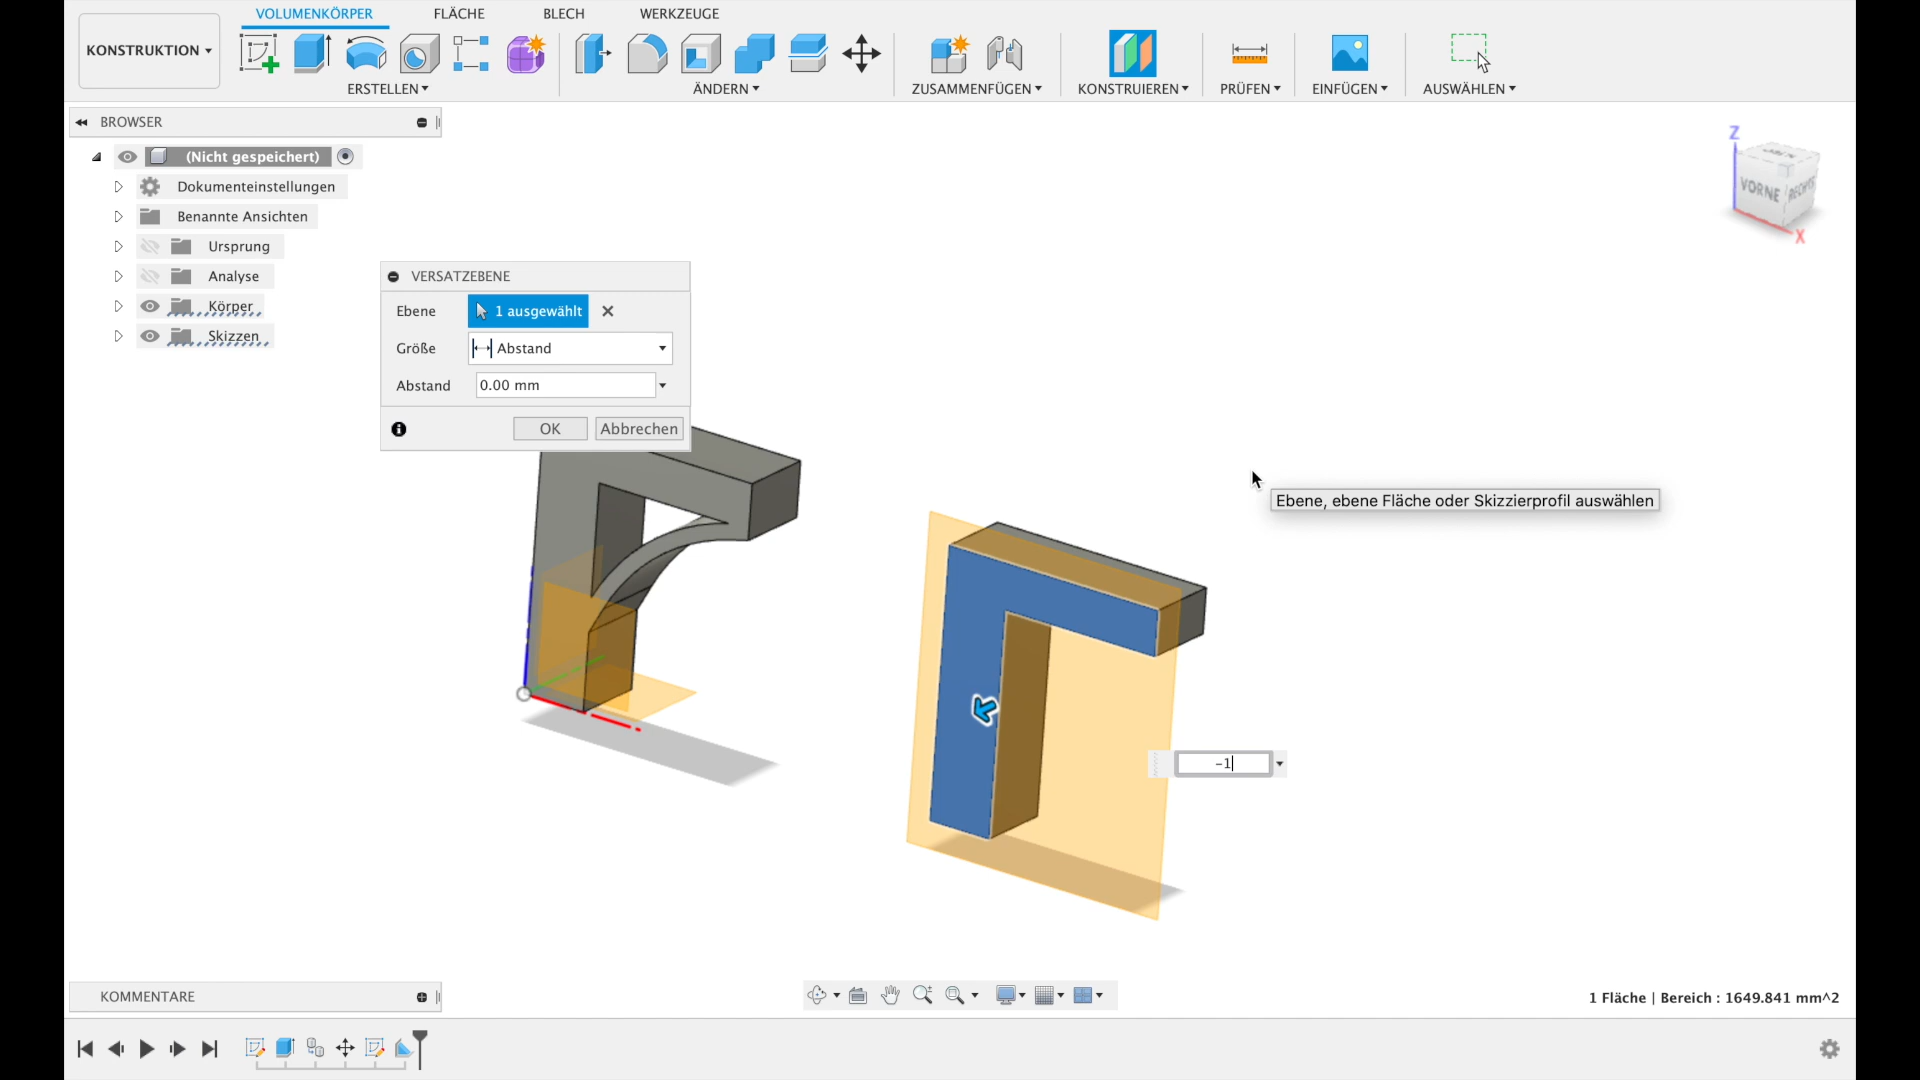 VOLUMENKÖRPER FLÄCHE BLECH WERKZEUGE
KONSTRUKTION
ERSTELLEN ÄNDERN ZUSAMMENFÜGEN KONSTRUIEREN PRÜFEN EINFÜGEN AUSWÄHLEN
BROWSER
(Nicht gespeichert)
Dokumenteinstellungen
Benannte Ansichten
Ursprung
Analyse
Körper
Skizzen
VERSATZEBENE
Ebene 1 ausgewählt
Größe Abstand
Abstand 0.00 mm
OK Abbrechen
Z
VORNE RECHTS
X
Ebene, ebene Fläche oder Skizzierprofil auswählen
-1
KOMMENTARE
1 Fläche | Bereich : 1649.841 mm^2